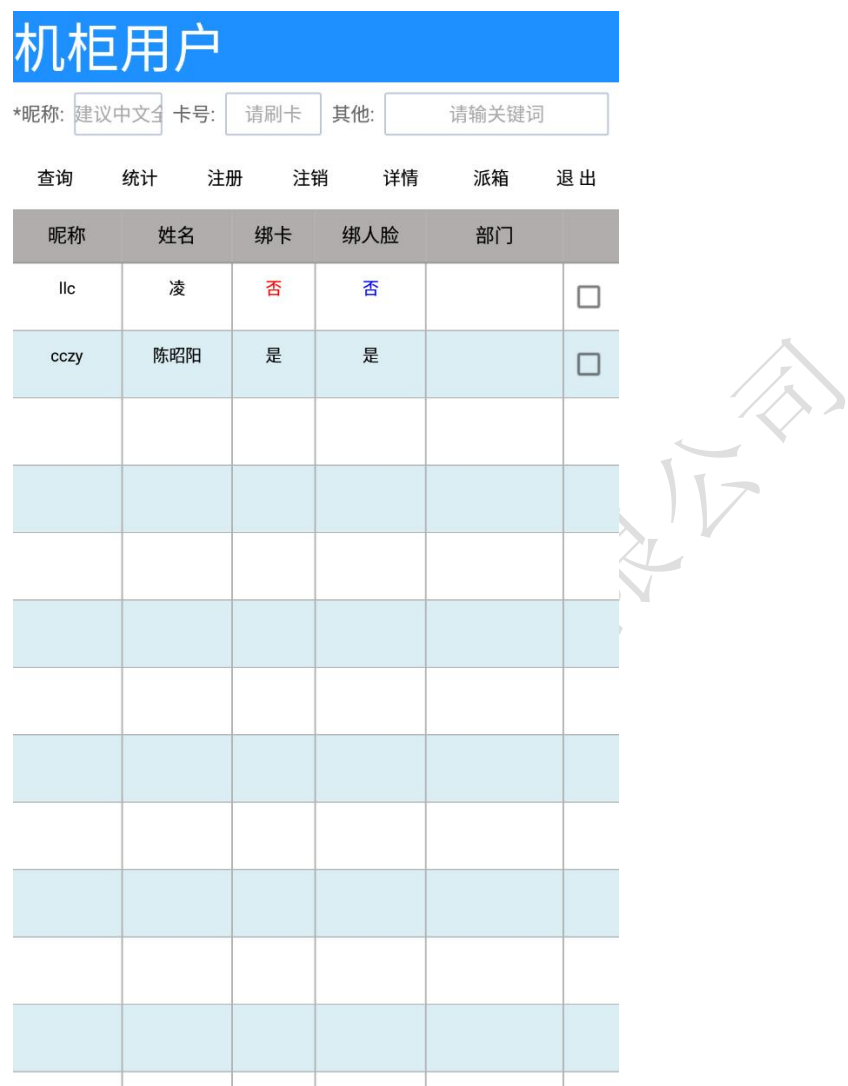 机柜用户
*昵称: 建议中文全 卡号: 请刷卡 其他: 请输关键词
查询 统计 注册 注销 详情 派箱 退 出
昵称 姓名 绑卡 绑人脸 部门
llc 凌 否 否
cczy 陈昭阳 是 是
限公司